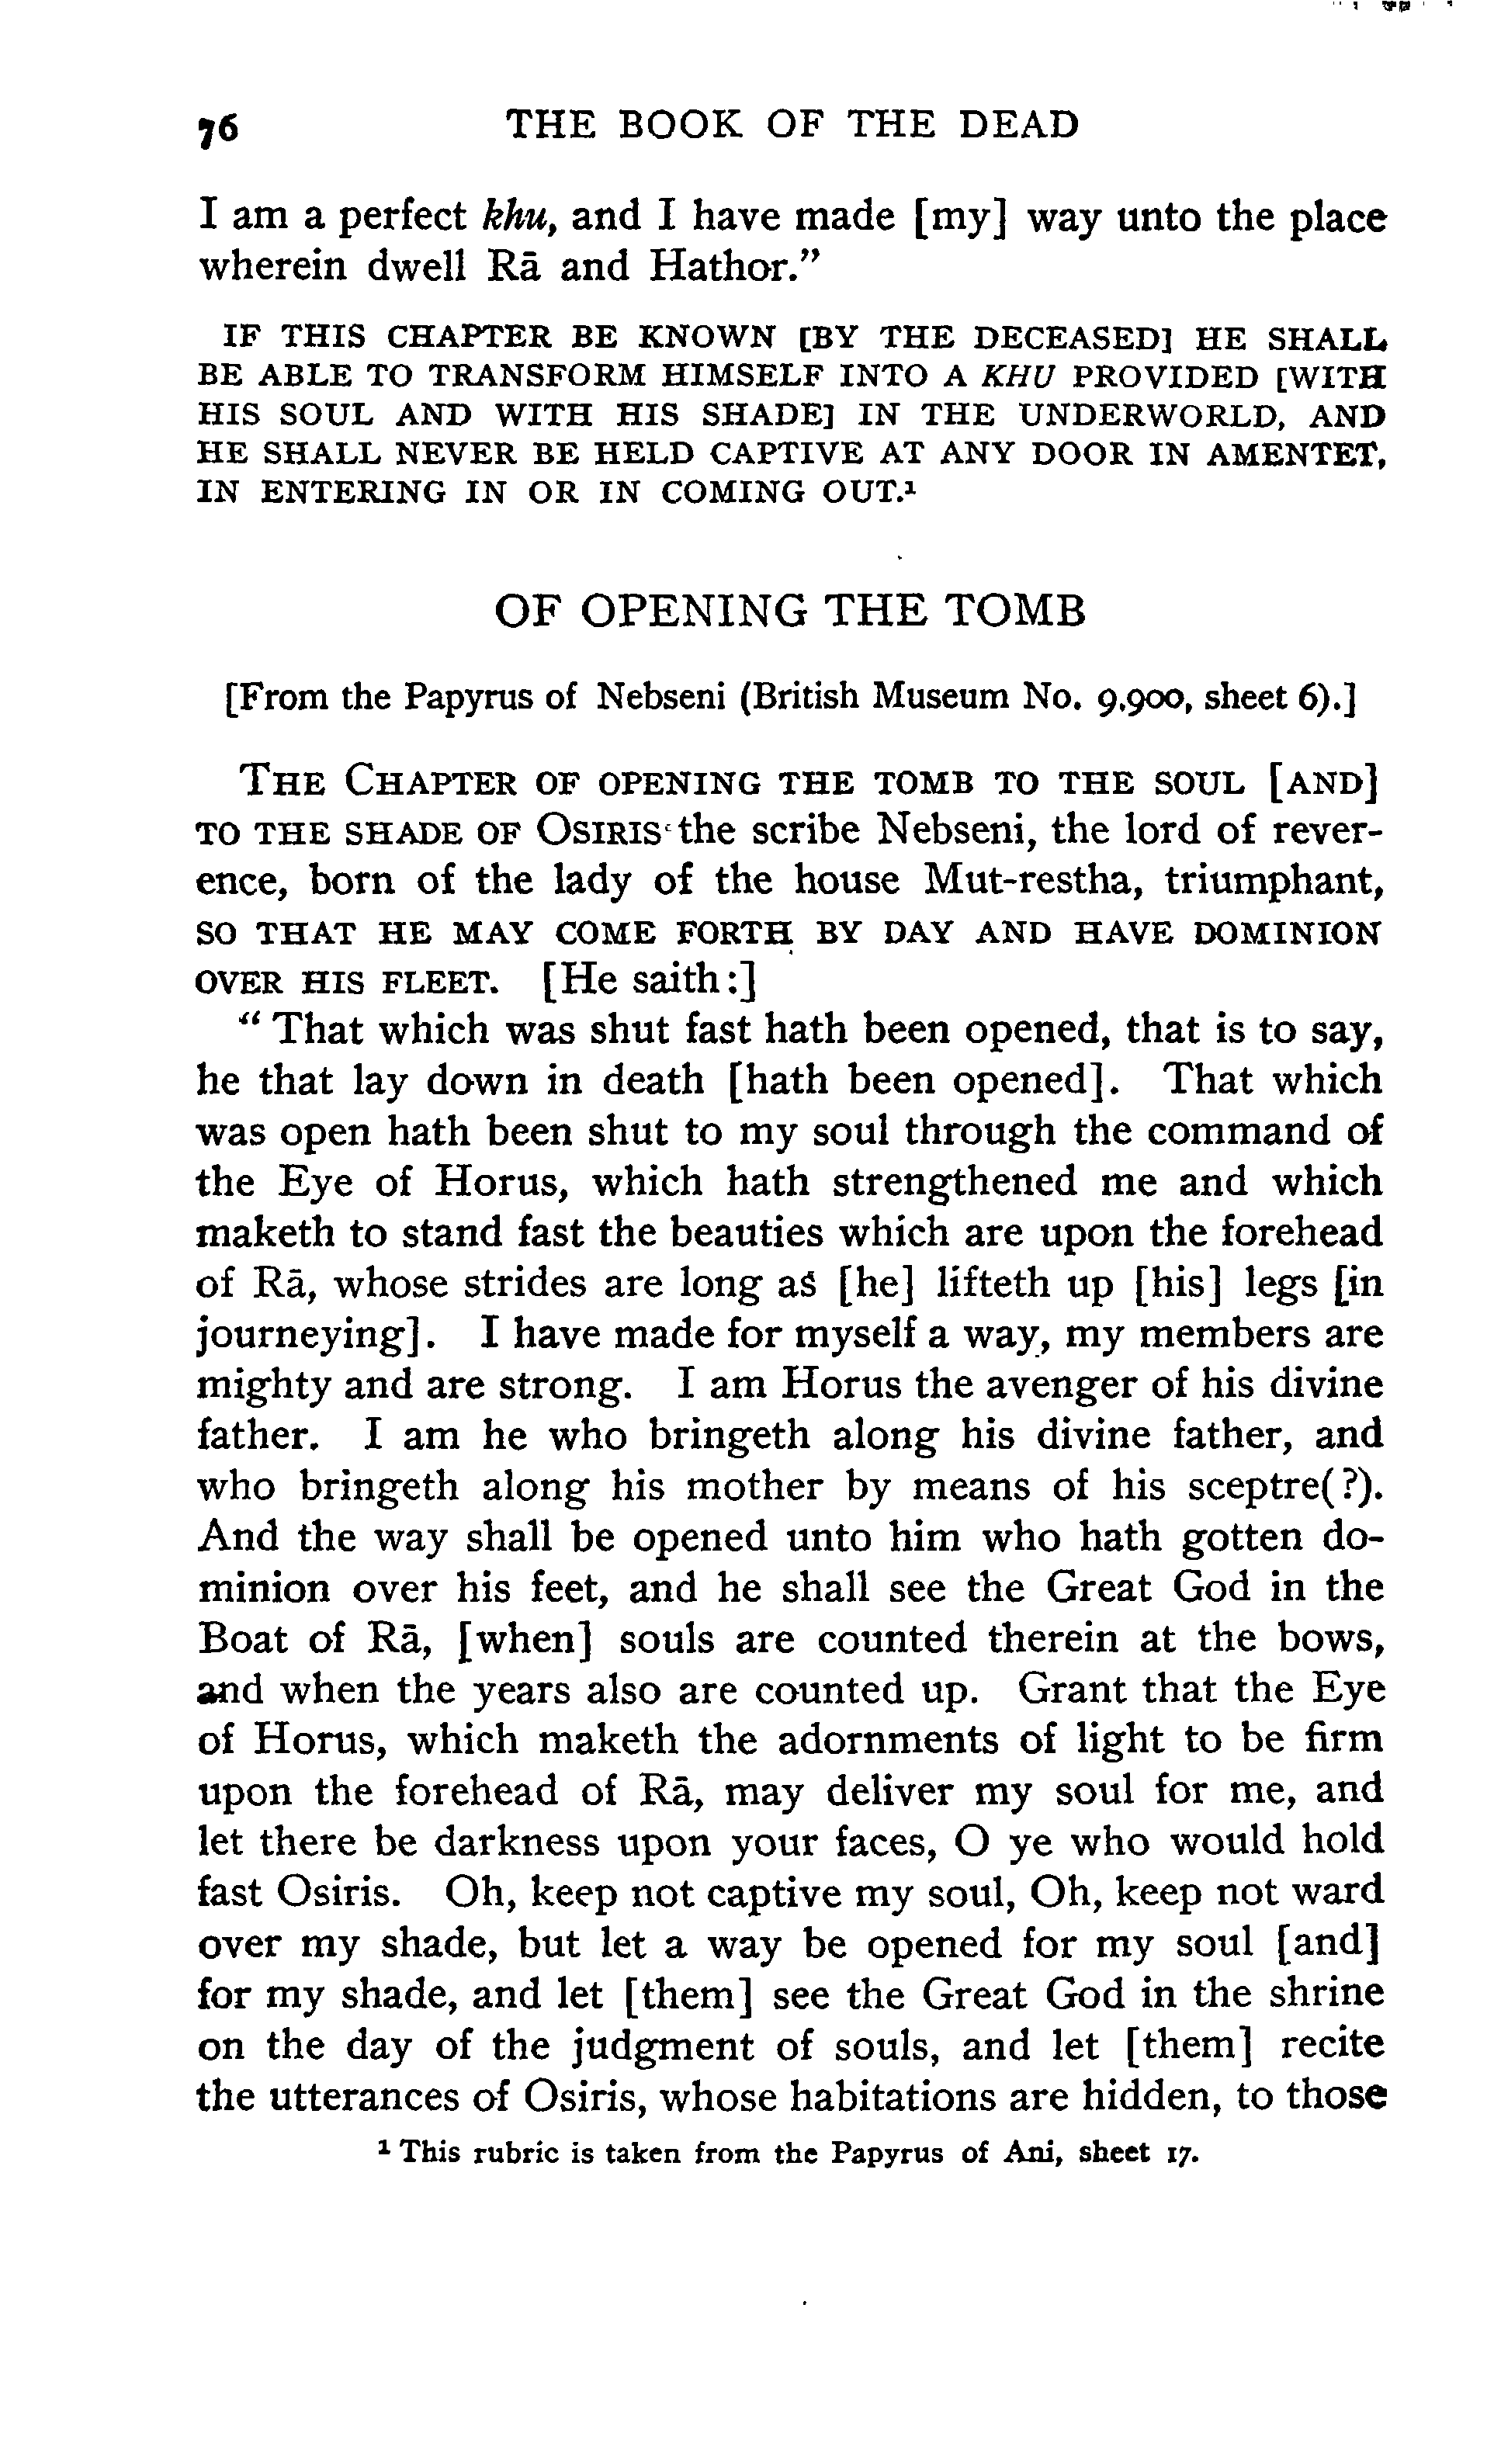 76 THE BOOK OF THE DEAD
I am a perfect khu, and I have made [my] way unto the place
wherein dwell Rā and Hathor.”
IF THIS CHAPTER BE KNOWN [BY THE DECEASED] HE SHALL
BE ABLE TO TRANSFORM HIMSELF INTO A KHU PROVIDED [WITH
HIS SOUL AND WITH HIS SHADE] IN THE UNDERWORLD, AND
HE SHALL NEVER BE HELD CAPTIVE AT ANY DOOR IN AMENTET,
IN ENTERING IN OR IN COMING OUT.¹
OF OPENING THE TOMB
[From the Papyrus of Nebseni (British Museum No. 9,900, sheet 6).]
THE CHAPTER OF OPENING THE TOMB TO THE SOUL [AND]
TO THE SHADE OF OSIRIS the scribe Nebseni, the lord of rever-
ence, born of the lady of the house Mut-restha, triumphant,
SO THAT HE MAY COME FORTH BY DAY AND HAVE DOMINION
OVER HIS FLEET. [He saith:]
“That which was shut fast hath been opened, that is to say,
he that lay down in death [hath been opened]. That which
was open hath been shut to my soul through the command of
the Eye of Horus, which hath strengthened me and which
maketh to stand fast the beauties which are upon the forehead
of Rā, whose strides are long as [he] lifteth up [his] legs [in
journeying]. I have made for myself a way, my members are
mighty and are strong. I am Horus the avenger of his divine
father. I am he who bringeth along his divine father, and
who bringeth along his mother by means of his sceptre(?).
And the way shall be opened unto him who hath gotten do-
minion over his feet, and he shall see the Great God in the
Boat of Rā, [when] souls are counted therein at the bows,
and when the years also are counted up. Grant that the Eye
of Horus, which maketh the adornments of light to be firm
upon the forehead of Rā, may deliver my soul for me, and
let there be darkness upon your faces, O ye who would hold
fast Osiris. Oh, keep not captive my soul, Oh, keep not ward
over my shade, but let a way be opened for my soul [and]
for my shade, and let [them] see the Great God in the shrine
on the day of the judgment of souls, and let [them] recite
the utterances of Osiris, whose habitations are hidden, to those
¹ This rubric is taken from the Papyrus of Ani, sheet 17.